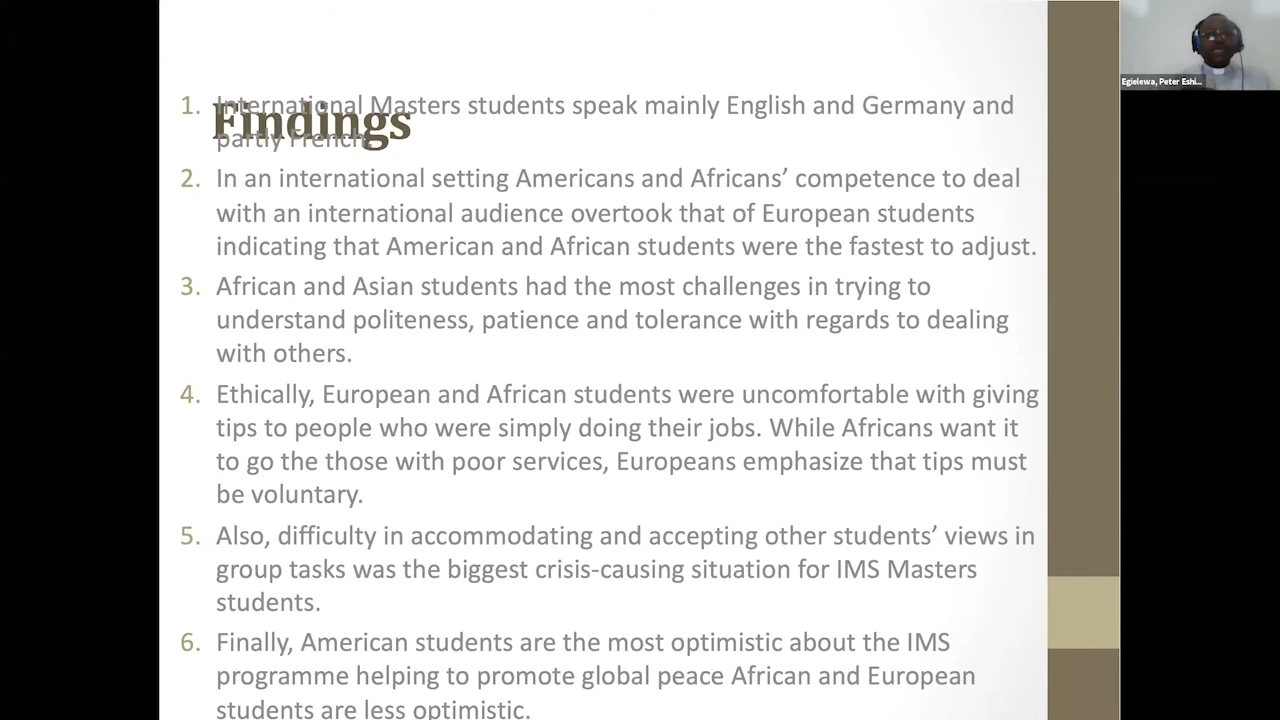 Findings
1. International Masters students speak mainly English and Germany and
partly French.
2. In an international setting Americans and Africans’ competence to deal
with an international audience overtook that of European students
indicating that American and African students were the fastest to adjust.
3. African and Asian students had the most challenges in trying to
understand politeness, patience and tolerance with regards to dealing
with others.
4. Ethically, European and African students were uncomfortable with giving
tips to people who were simply doing their jobs. While Africans want it
to go the those with poor services, Europeans emphasize that tips must
be voluntary.
5. Also, difficulty in accommodating and accepting other students’ views in
group tasks was the biggest crisis-causing situation for IMS Masters
students.
6. Finally, American students are the most optimistic about the IMS
programme helping to promote global peace African and European
students are less optimistic.
Egielewa, Peter Eshi...